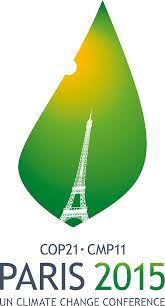 COP21 · CMP11
PARIS 2015
UN CLIMATE CHANGE CONFERENCE